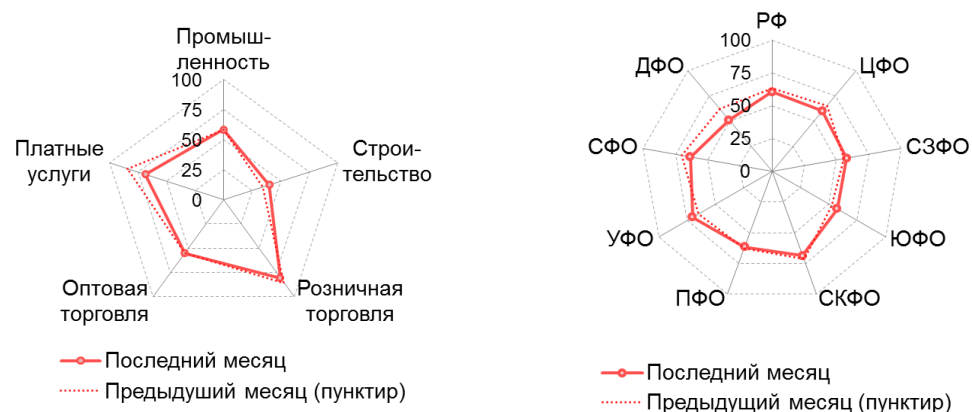 Промыш-
ленность
100
75
50
25
0
Строи-
тельство
Розничная
торговля
Оптовая
торговля
Платные
услуги
Последний месяц
Предыдуший месяц (пунктир)
РФ
100
75
50
25
0
ЦФО
СЗФО
ЮФО
СКФО
ПФО
УФО
СФО
ДФО
Последний месяц
Предыдущий месяц (пунктир)